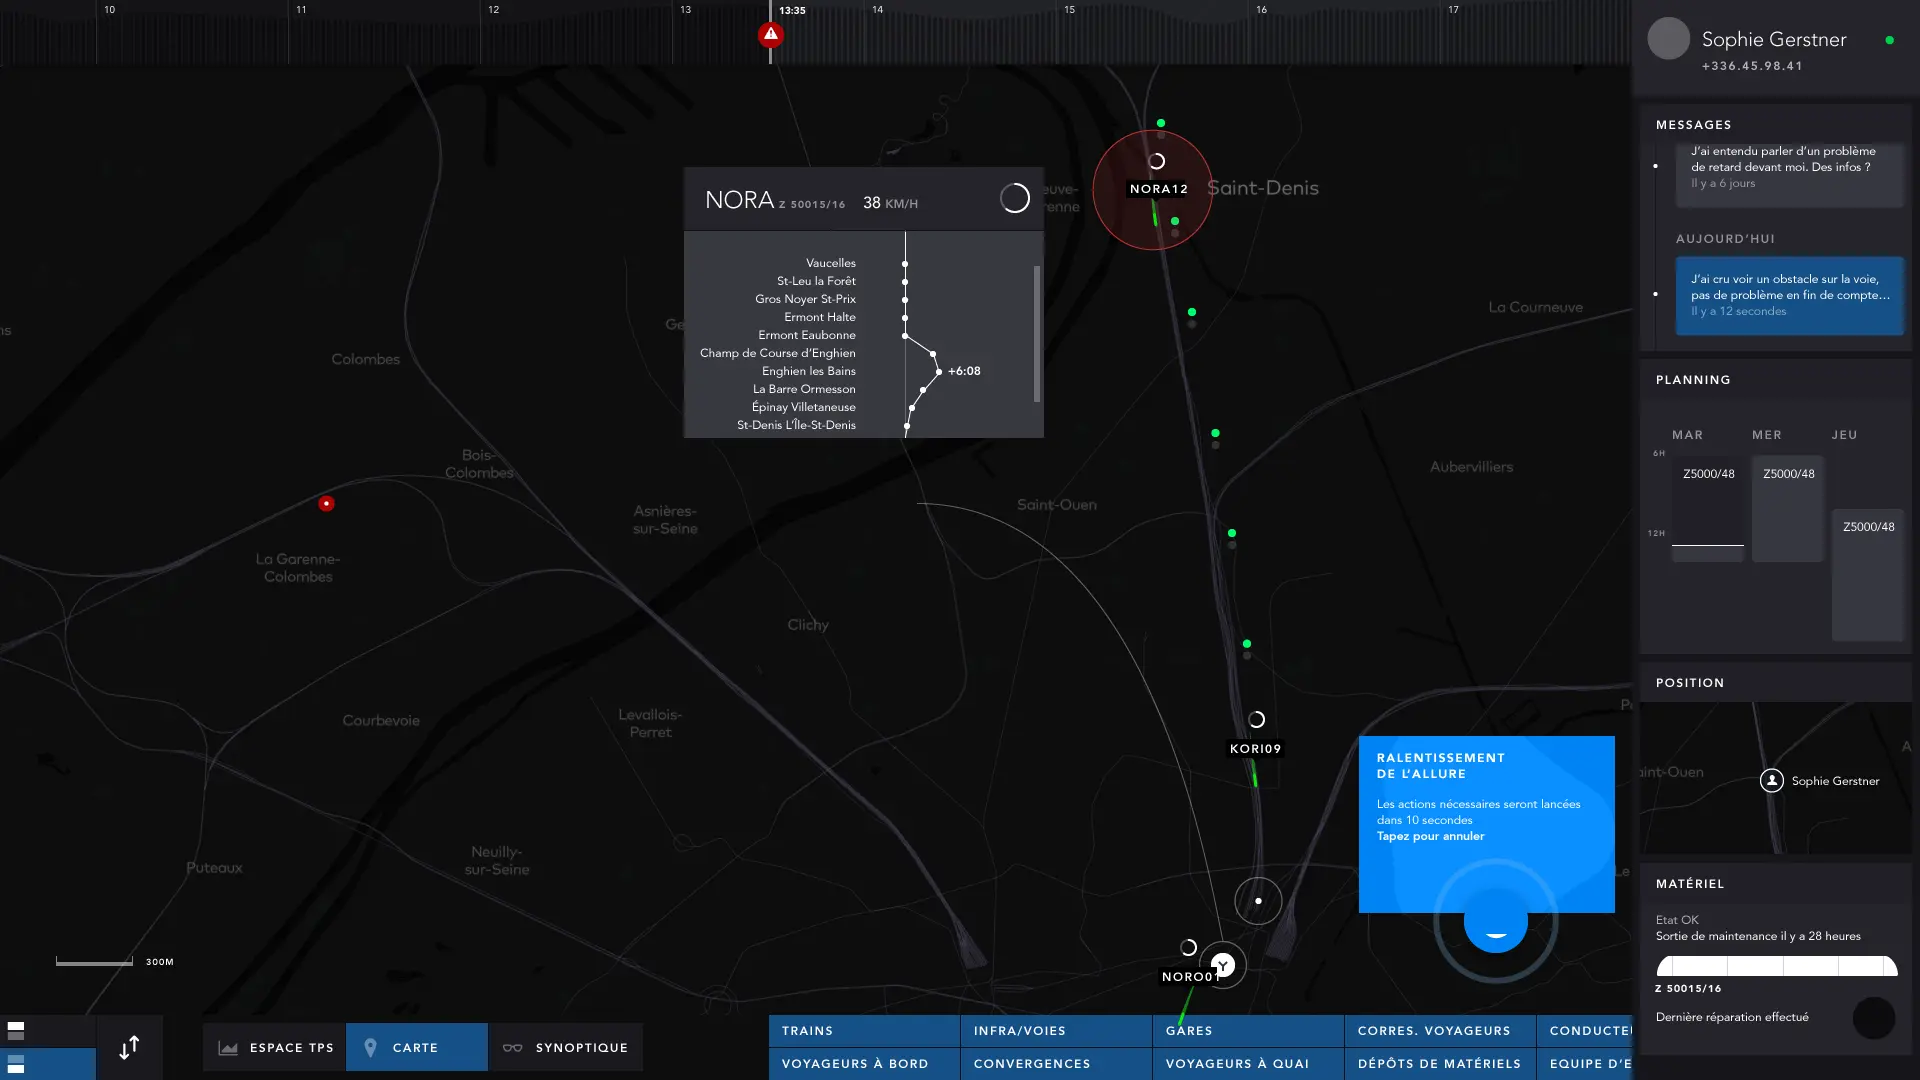 10
11
12
13
13:35
14
15
16
17
Sophie Gerstner
+336.45.98.41
MESSAGES
J'ai entendu parler d'un problème
de retard devant moi. Des infos ?
Il y a 6 jours
AUJOURD'HUI
J'ai cru voir un obstacle sur la voie,
pas de problème en fin de compte...
Il y a 12 secondes
PLANNING
MAR
MER
JEU
6H
Z5000/48
Z5000/48
Z5000/48
12H
POSITION
aint-Ouen
A
Sophie Gerstner
MATÉRIEL
Etat OK
Sortie de maintenance il y a 28 heures
Z 50015/16
Dernière réparation effectué
NORA Z 50015/16 38 KM/H
Vaucelles
St-Leu la Forêt
Gros Noyer St-Prix
Ermont Halte
Ermont Eaubonne
Champ de Course d'Enghien
Enghien les Bains
+6:08
La Barre Ormesson
Épinay Villetaneuse
St-Denis L'Île-St-Denis
NORA12
Saint-Denis
euve-
renne
Ge
La Courneuve
Colombes
Bois-
Colombes
Aubervilliers
Asnières-
sur-Seine
Saint-Ouen
La Garenne-
Colombes
Clichy
Courbevoie
Levallois-
Perret
KORI09
RALENTISSEMENT
DE L'ALLURE
Les actions nécessaires seront lancées
dans 10 secondes
Tapez pour annuler
Neuilly-
sur-Seine
Puteaux
Le
300M
NORO01
Y
ESPACE TPS
CARTE
SYNOPTIQUE
TRAINS
INFRA/VOIES
GARES
CORRES. VOYAGEURS
CONDUCTEU
VOYAGEURS À BORD
CONVERGENCES
VOYAGEURS À QUAI
DÉPÔTS DE MATÉRIELS
EQUIPE D'E